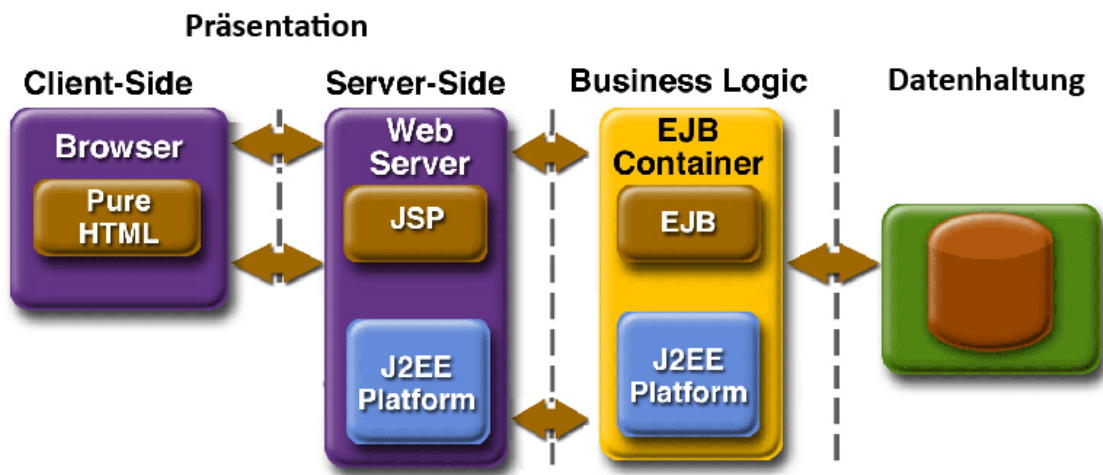 Präsentation
Client-Side
Server-Side
Business Logic
Datenhaltung
Browser
Pure
HTML
Web
Server
JSP
J2EE
Platform
EJB
Container
EJB
J2EE
Platform